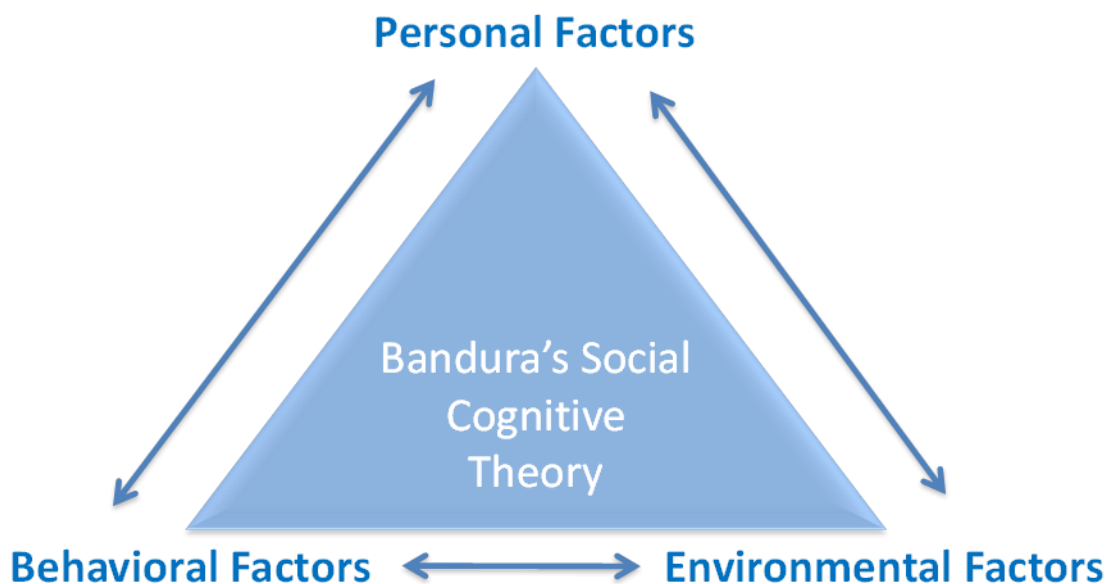 Personal Factors
Bandura’s Social
Cognitive
Theory
Behavioral Factors
Environmental Factors